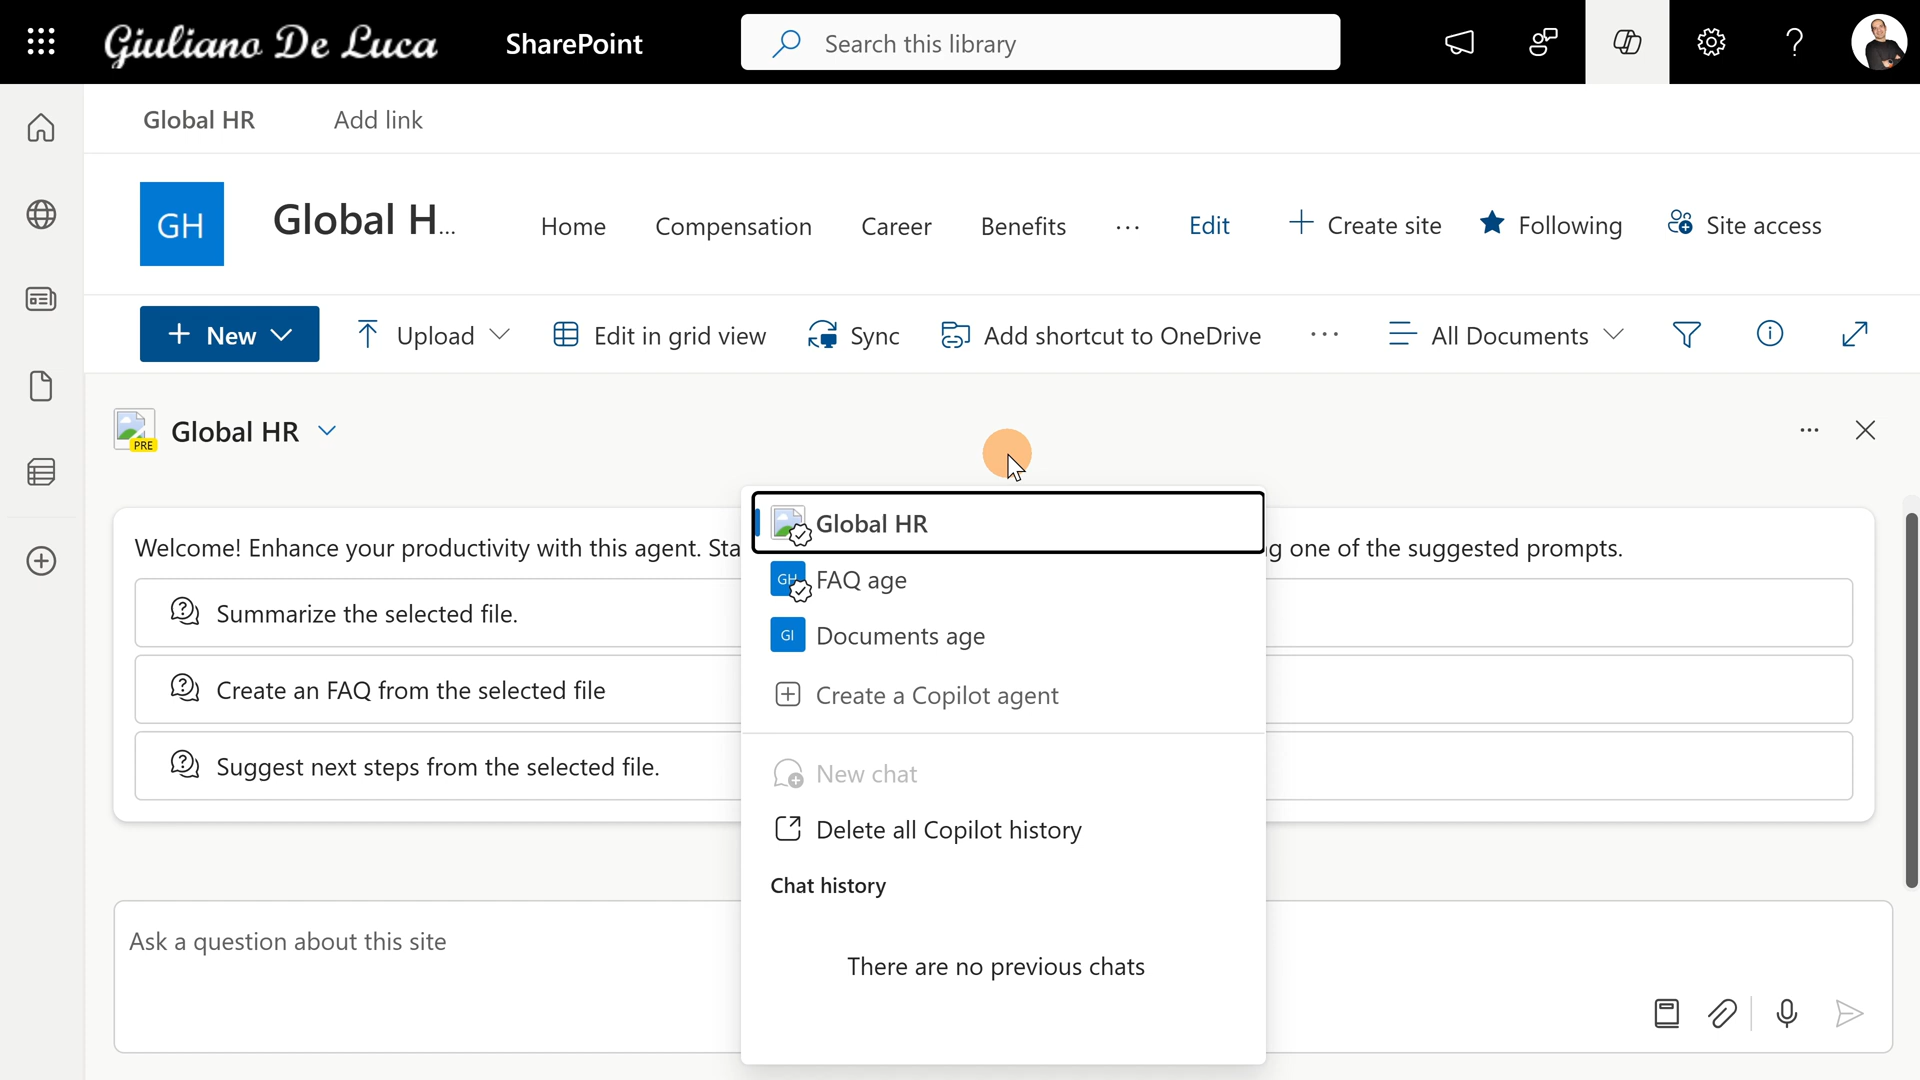 Giuliano De Luca
SharePoint
Search this library
Global HR
Add link
GH
Global H...
Home
Compensation
Career
Benefits
Edit
Create site
Following
Site access
New
Upload
Edit in grid view
Sync
Add shortcut to OneDrive
All Documents
PRE
Global HR
Welcome! Enhance your productivity with this agent. Sta
g one of the suggested prompts.
Summarize the selected file.
Create an FAQ from the selected file
Suggest next steps from the selected file.
Global HR
GH
FAQ age
GI
Documents age
Create a Copilot agent
New chat
Delete all Copilot history
Chat history
There are no previous chats
Ask a question about this site